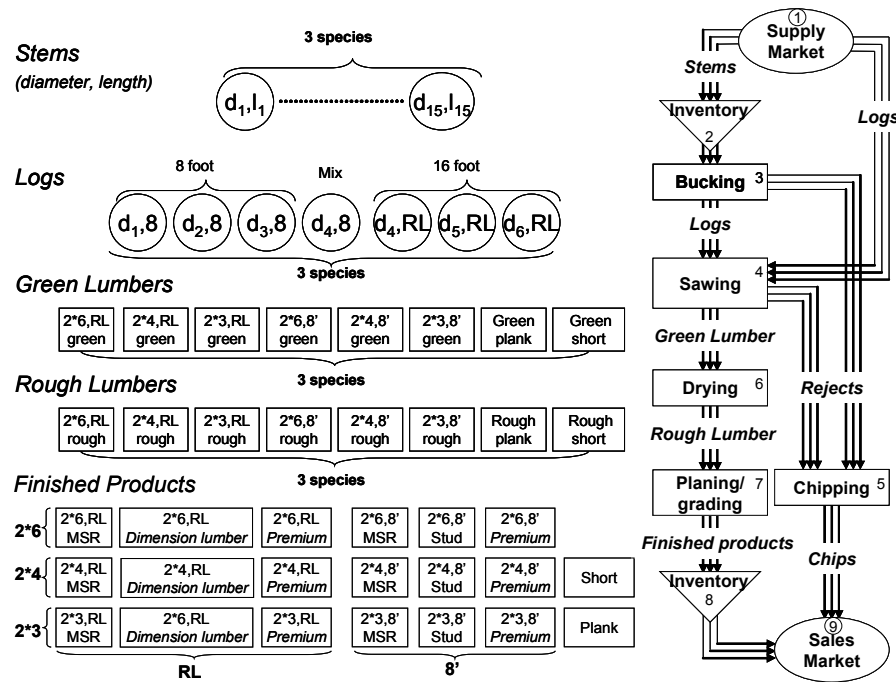 Stems
(diameter, length)
3 species
d1,l1
d15,l15
Logs
8 foot
Mix
16 foot
d1,8
d2,8
d3,8
d4,8
d4,RL
d5,RL
d6,RL
3 species
Green Lumbers
2*6,RL green
2*4,RL green
2*3,RL green
2*6,8' green
2*4,8' green
2*3,8' green
Green plank
Green short
3 species
Rough Lumbers
2*6,RL rough
2*4,RL rough
2*3,RL rough
2*6,8' rough
2*4,8' rough
2*3,8' rough
Rough plank
Rough short
3 species
Finished Products
2*6
2*6,RL MSR
2*6,RL Dimension lumber
2*6,RL Premium
2*6,8' MSR
2*6,8' Stud
2*6,8' Premium
2*4
2*4,RL MSR
2*4,RL Dimension lumber
2*4,RL Premium
2*4,8' MSR
2*4,8' Stud
2*4,8' Premium
Short
2*3
2*3,RL MSR
2*6,RL Dimension lumber
2*3,RL Premium
2*3,8' MSR
2*3,8' Stud
2*3,8' Premium
Plank
RL
8'
1
Supply
Market
Stems
Logs
Inventory
2
Bucking
3
Logs
Sawing
4
Green Lumber
Drying
6
Rejects
Rough Lumber
Planing/
grading
7
Chipping
5
Finished products
Chips
Inventory
8
9
Sales
Market